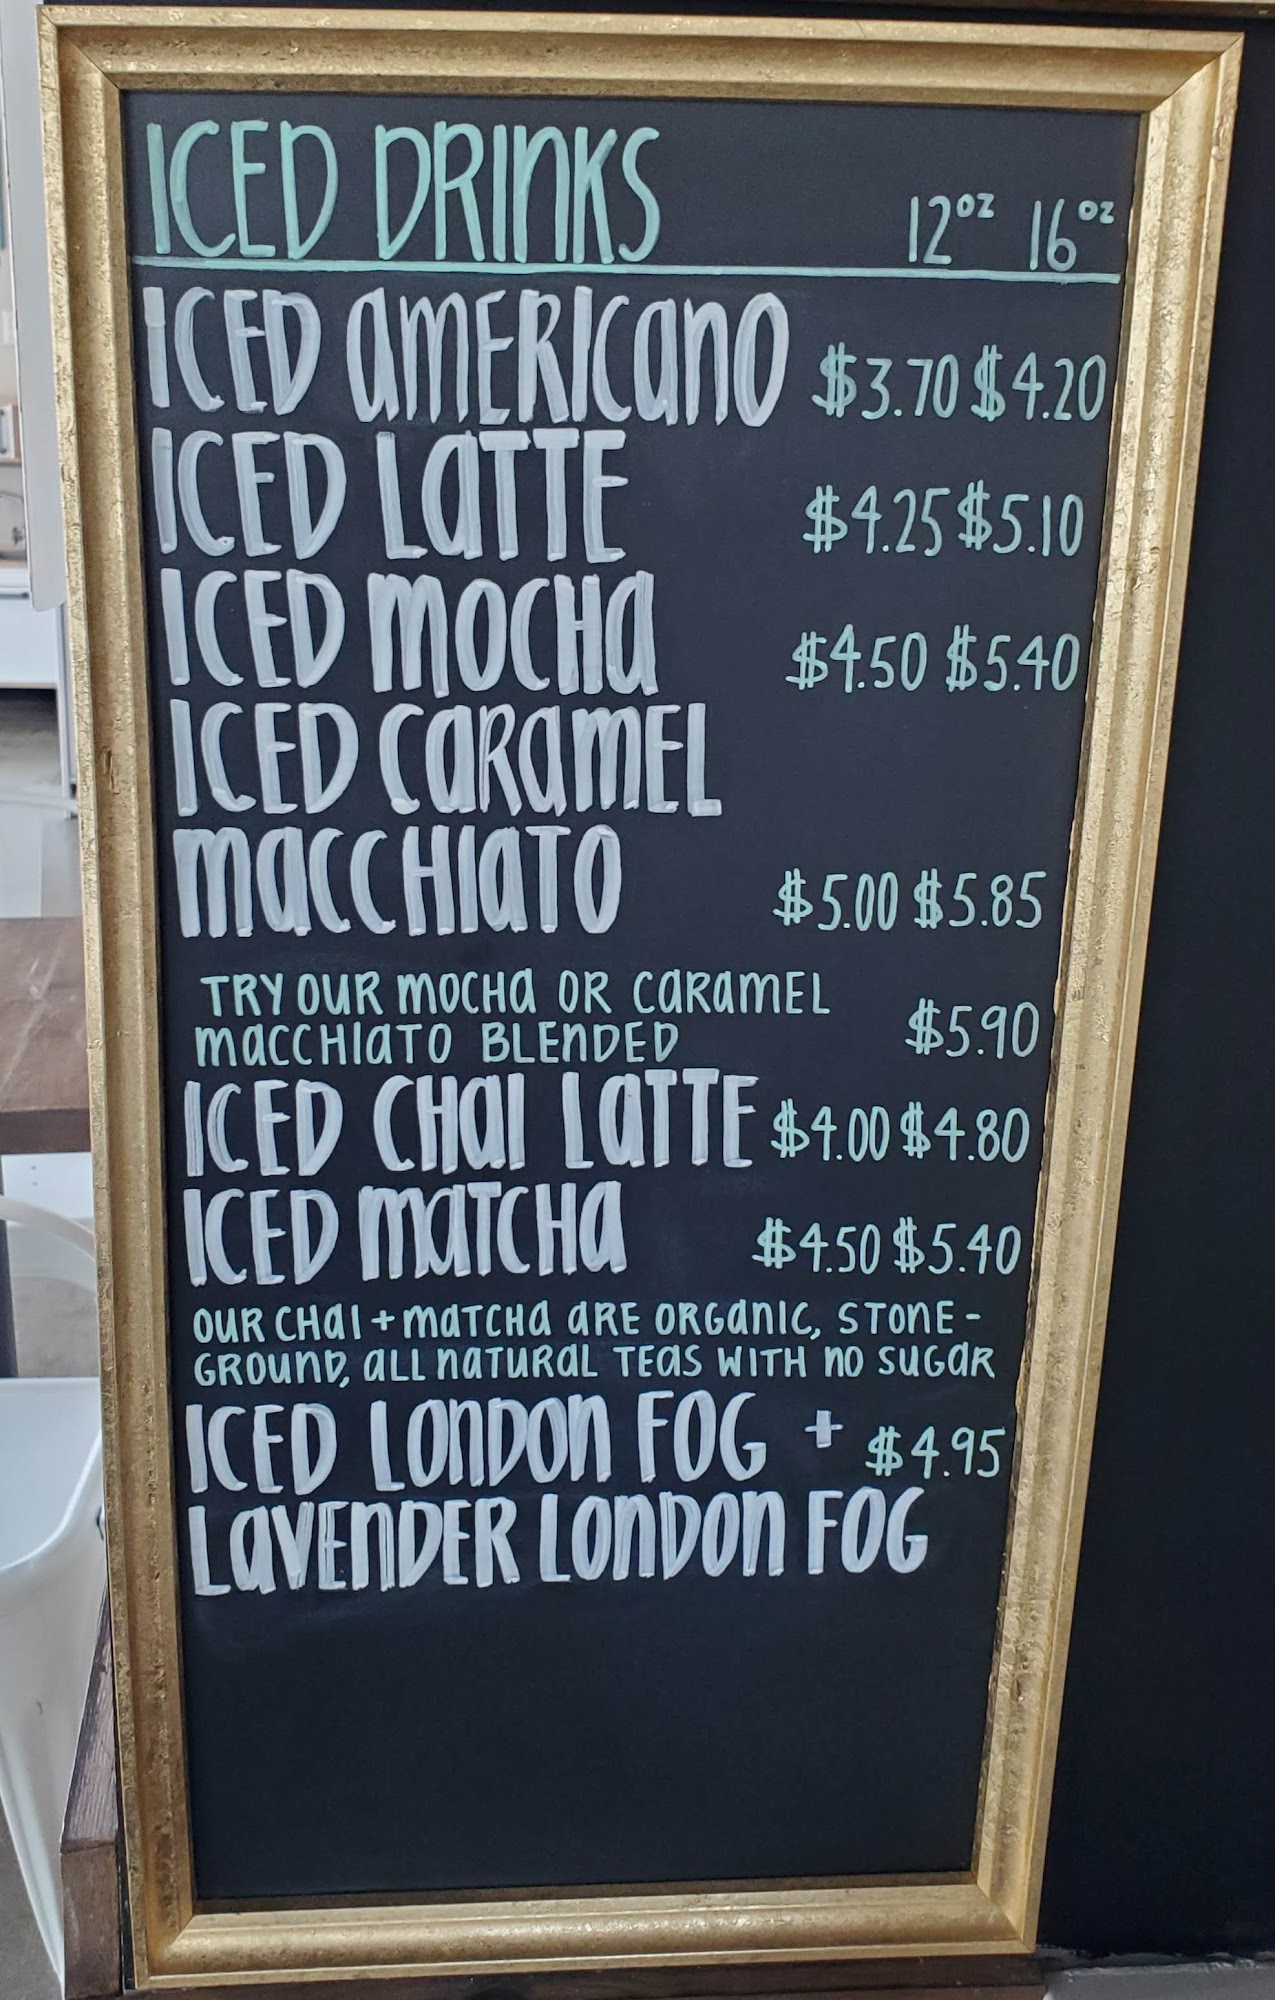 ICED DRINKS 12oz 16oz
ICED AMERICANO $3.70 $4.20
ICED LATTE $4.25 $5.10
ICED MOCHA $4.50 $5.40
ICED CARAMEL
MACCHIATO $5.00 $5.85
TRY OUR MOCHA OR CARAMEL
MACCHIATO BLENDED $5.90
ICED CHAI LATTE $4.00 $4.80
ICED MATCHA $4.50 $5.40
OUR CHAI + MATCHA ARE ORGANIC, STONE-
GROUND, ALL NATURAL TEAS WITH NO SUGAR
ICED LONDON FOG + $4.95
LAVENDER LONDON FOG